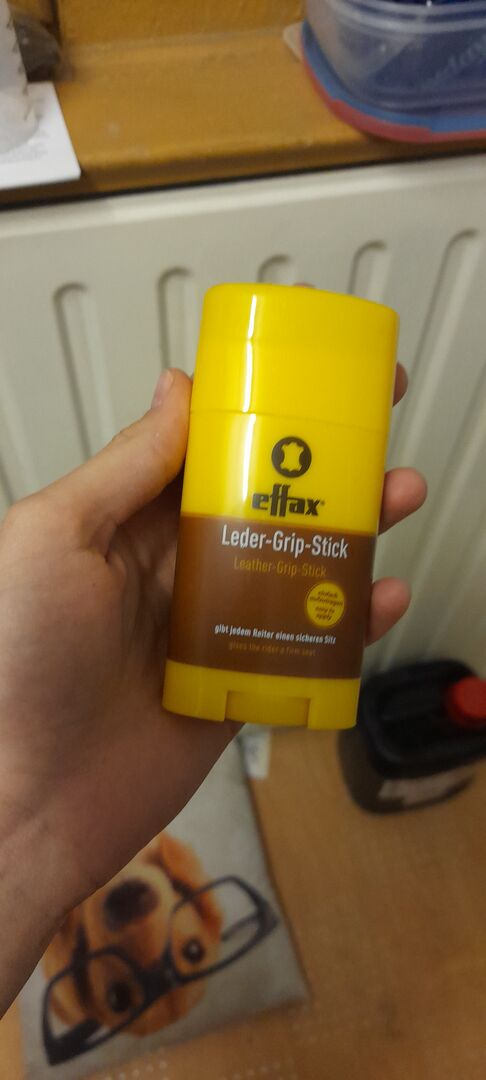 effax®
Leder-Grip-Stick
Leather-Grip-Stick
einfach
aufzutragen
easy to
apply
gibt jedem Reiter einen sicheren Sitz
gives the rider a firm seat